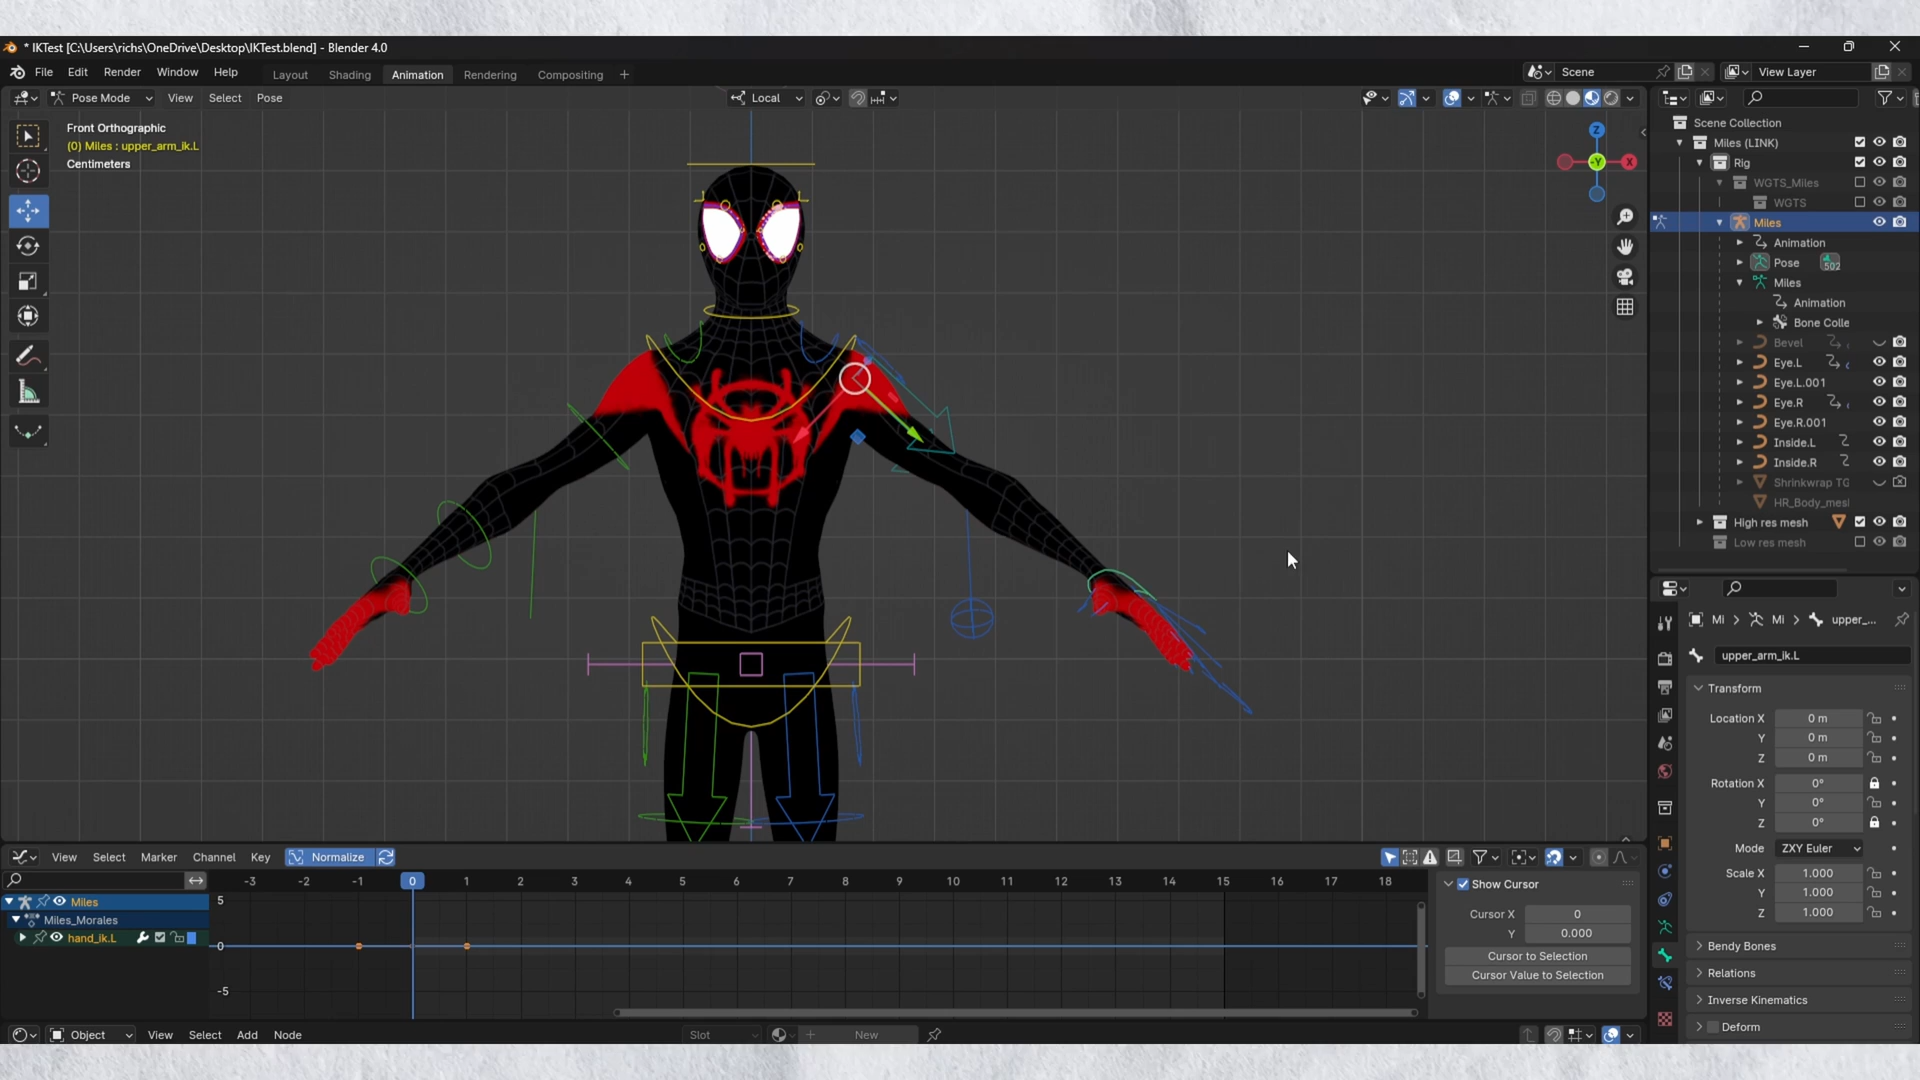 * IKTest [C:\Users\richs\OneDrive\Desktop\IKTest.blend] - Blender 4.0
File Edit Render Window Help Layout Shading Animation Rendering Compositing + Scene View Layer
Pose Mode View Select Pose Local
Front Orthographic
(0) Miles : upper_arm_ik.L
Centimeters
Z
-Y
X
Scene Collection
Miles (LINK)
Rig
WGTS_Miles
WGTS
Miles
Animation
Pose 502
Miles
Animation
Bone Colle
Bevel
Eye.L
Eye.L.001
Eye.R
Eye.R.001
Inside.L
Inside.R
Shrinkwrap TG
HR_Body_mesl
High res mesh
Low res mesh
Mi > Mi > upper_...
upper_arm_ik.L
Transform
Location X 0 m
Y 0 m
Z 0 m
Rotation X 0°
Y 0°
Z 0°
Mode ZXY Euler
Scale X 1.000
Y 1.000
Z 1.000
Bendy Bones
Relations
Inverse Kinematics
Deform
View Select Marker Channel Key Normalize
-3 -2 -1 0 1 2 3 4 5 6 7 8 9 10 11 12 13 14 15 16 17 18
Miles
Miles_Morales
hand_ik.L
5
0
-5
Show Cursor
Cursor X 0
Y 0.000
Cursor to Selection
Cursor Value to Selection
Object View Select Add Node Slot New